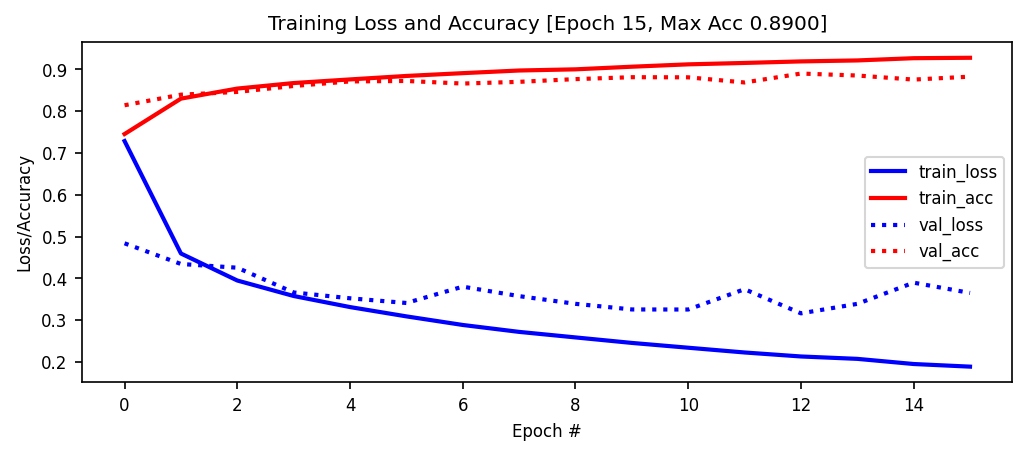 Training Loss and Accuracy [Epoch 15, Max Acc 0.8900]
Loss/Accuracy
0.9
0.8
0.7
0.6
0.5
0.4
0.3
0.2
train_loss
train_acc
val_loss
val_acc
0 2 4 6 8 10 12 14
Epoch #